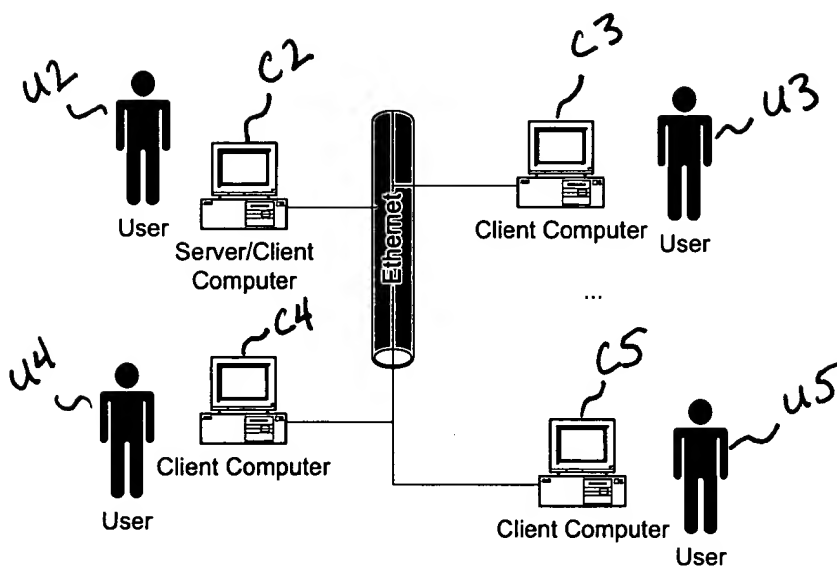 U2
C2
C3
U3
User
Server/Client
Computer
Ethernet
Client Computer
User
...
U4
C4
C5
U5
Client Computer
User
Client Computer
User